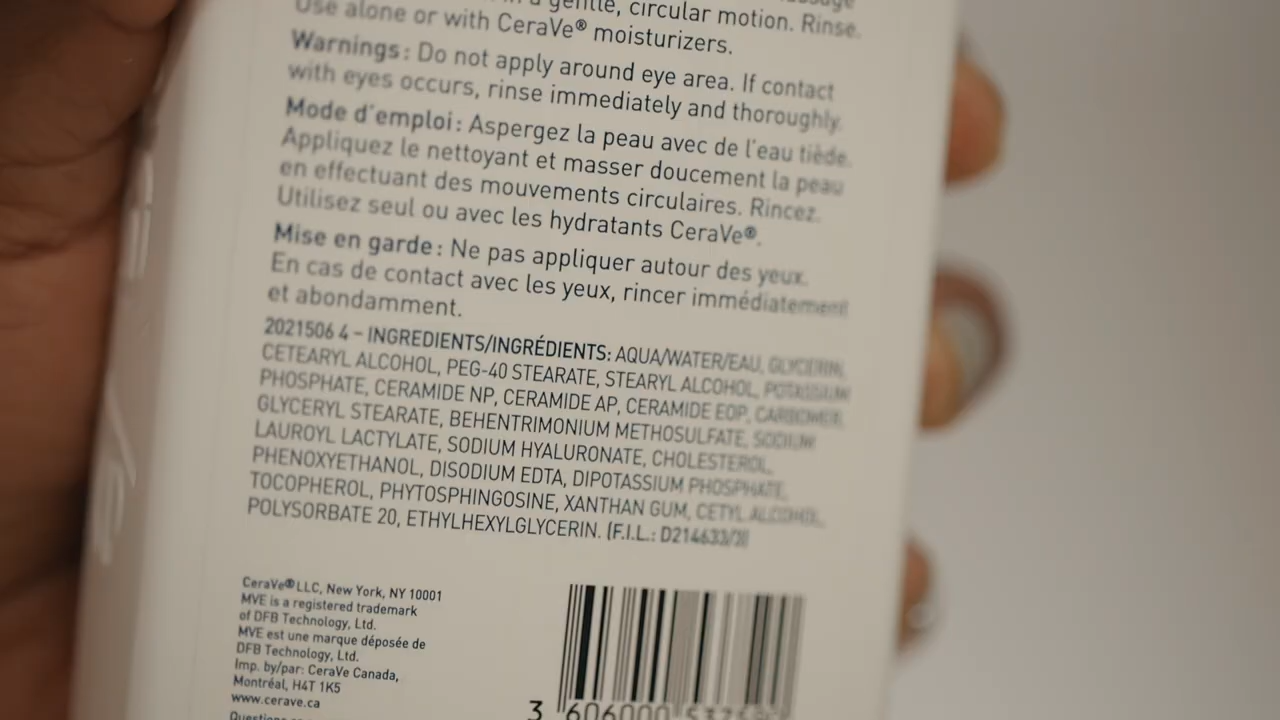 gentle, circular motion. Rinse.
Use alone or with CeraVe® moisturizers.
Warnings: Do not apply around eye area. If contact
with eyes occurs, rinse immediately and thoroughly.
Mode d'emploi: Aspergez la peau avec de l'eau tiède.
Appliquez le nettoyant et masser doucement la peau
en effectuant des mouvements circulaires. Rincez.
Utilisez seul ou avec les hydratants CeraVe®.
Mise en garde: Ne pas appliquer autour des yeux.
En cas de contact avec les yeux, rincer immédiatement
et abondamment.
2021506 4 – INGREDIENTS/INGRÉDIENTS: AQUA/WATER/EAU, GLYCERIN,
CETEARYL ALCOHOL, PEG-40 STEARATE, STEARYL ALCOHOL, POTASSIUM
PHOSPHATE, CERAMIDE NP, CERAMIDE AP, CERAMIDE EOP, CARBOMER,
GLYCERYL STEARATE, BEHENTRIMONIUM METHOSULFATE, SODIUM
LAUROYL LACTYLATE, SODIUM HYALURONATE, CHOLESTEROL,
PHENOXYETHANOL, DISODIUM EDTA, DIPOTASSIUM PHOSPHATE,
TOCOPHEROL, PHYTOSPHINGOSINE, XANTHAN GUM, CETYL ALCOHOL,
POLYSORBATE 20, ETHYLHEXYLGLYCERIN. (F.I.L.: D214633/3)
CeraVe® LLC, New York, NY 10001
MVE is a registered trademark
of DFB Technology, Ltd.
MVE est une marque déposée de
DFB Technology, Ltd.
Imp. by/par: CeraVe Canada,
Montréal, H4T 1K5
www.cerave.ca
3 606000